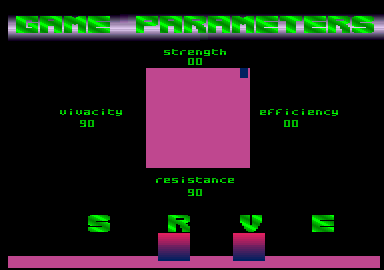 GAME PARAMETERS
strength
00
vivacity efficiency
90 00
resistance
90
S R V E